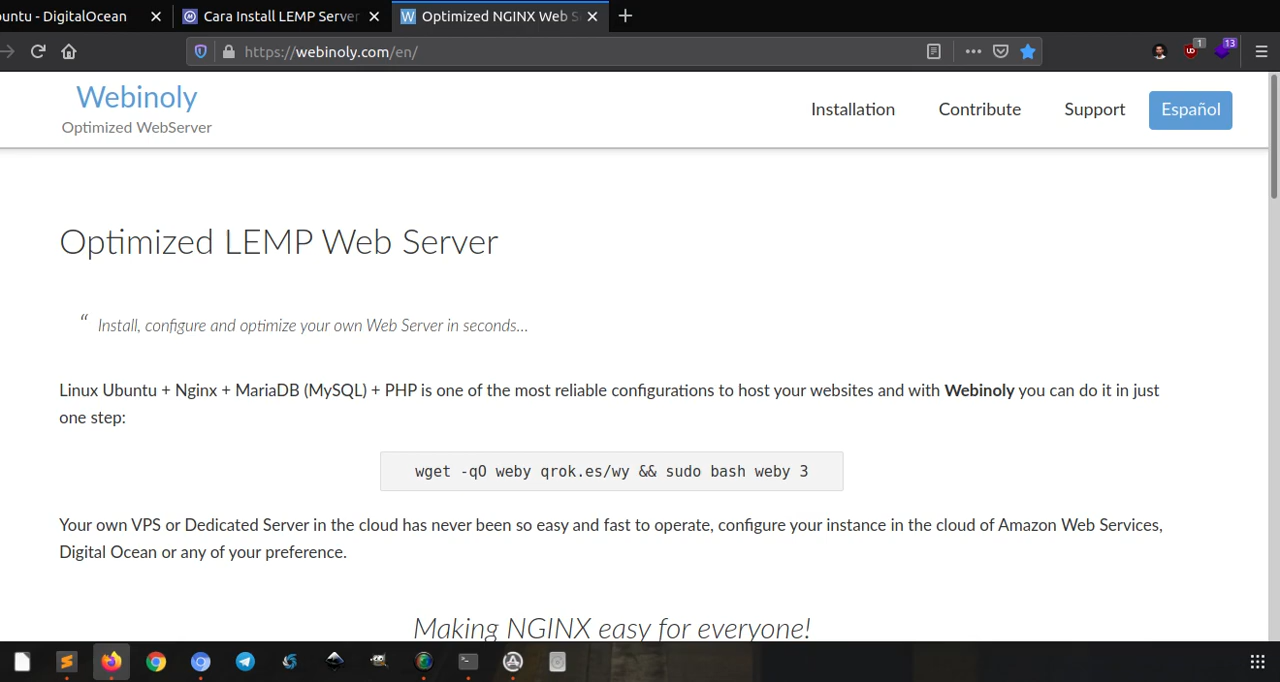 untu - DigitalOcean
Cara Install LEMP Server
Optimized NGINX Web S
https://webinoly.com/en/
1
13
Webinoly
Optimized WebServer
Installation
Contribute
Support
Español
Optimized LEMP Web Server
“ Install, configure and optimize your own Web Server in seconds...
Linux Ubuntu + Nginx + MariaDB (MySQL) + PHP is one of the most reliable configurations to host your websites and with Webinoly you can do it in just
one step:
wget -qO weby qrok.es/wy && sudo bash weby 3
Your own VPS or Dedicated Server in the cloud has never been so easy and fast to operate, configure your instance in the cloud of Amazon Web Services,
Digital Ocean or any of your preference.
Making NGINX easy for everyone!